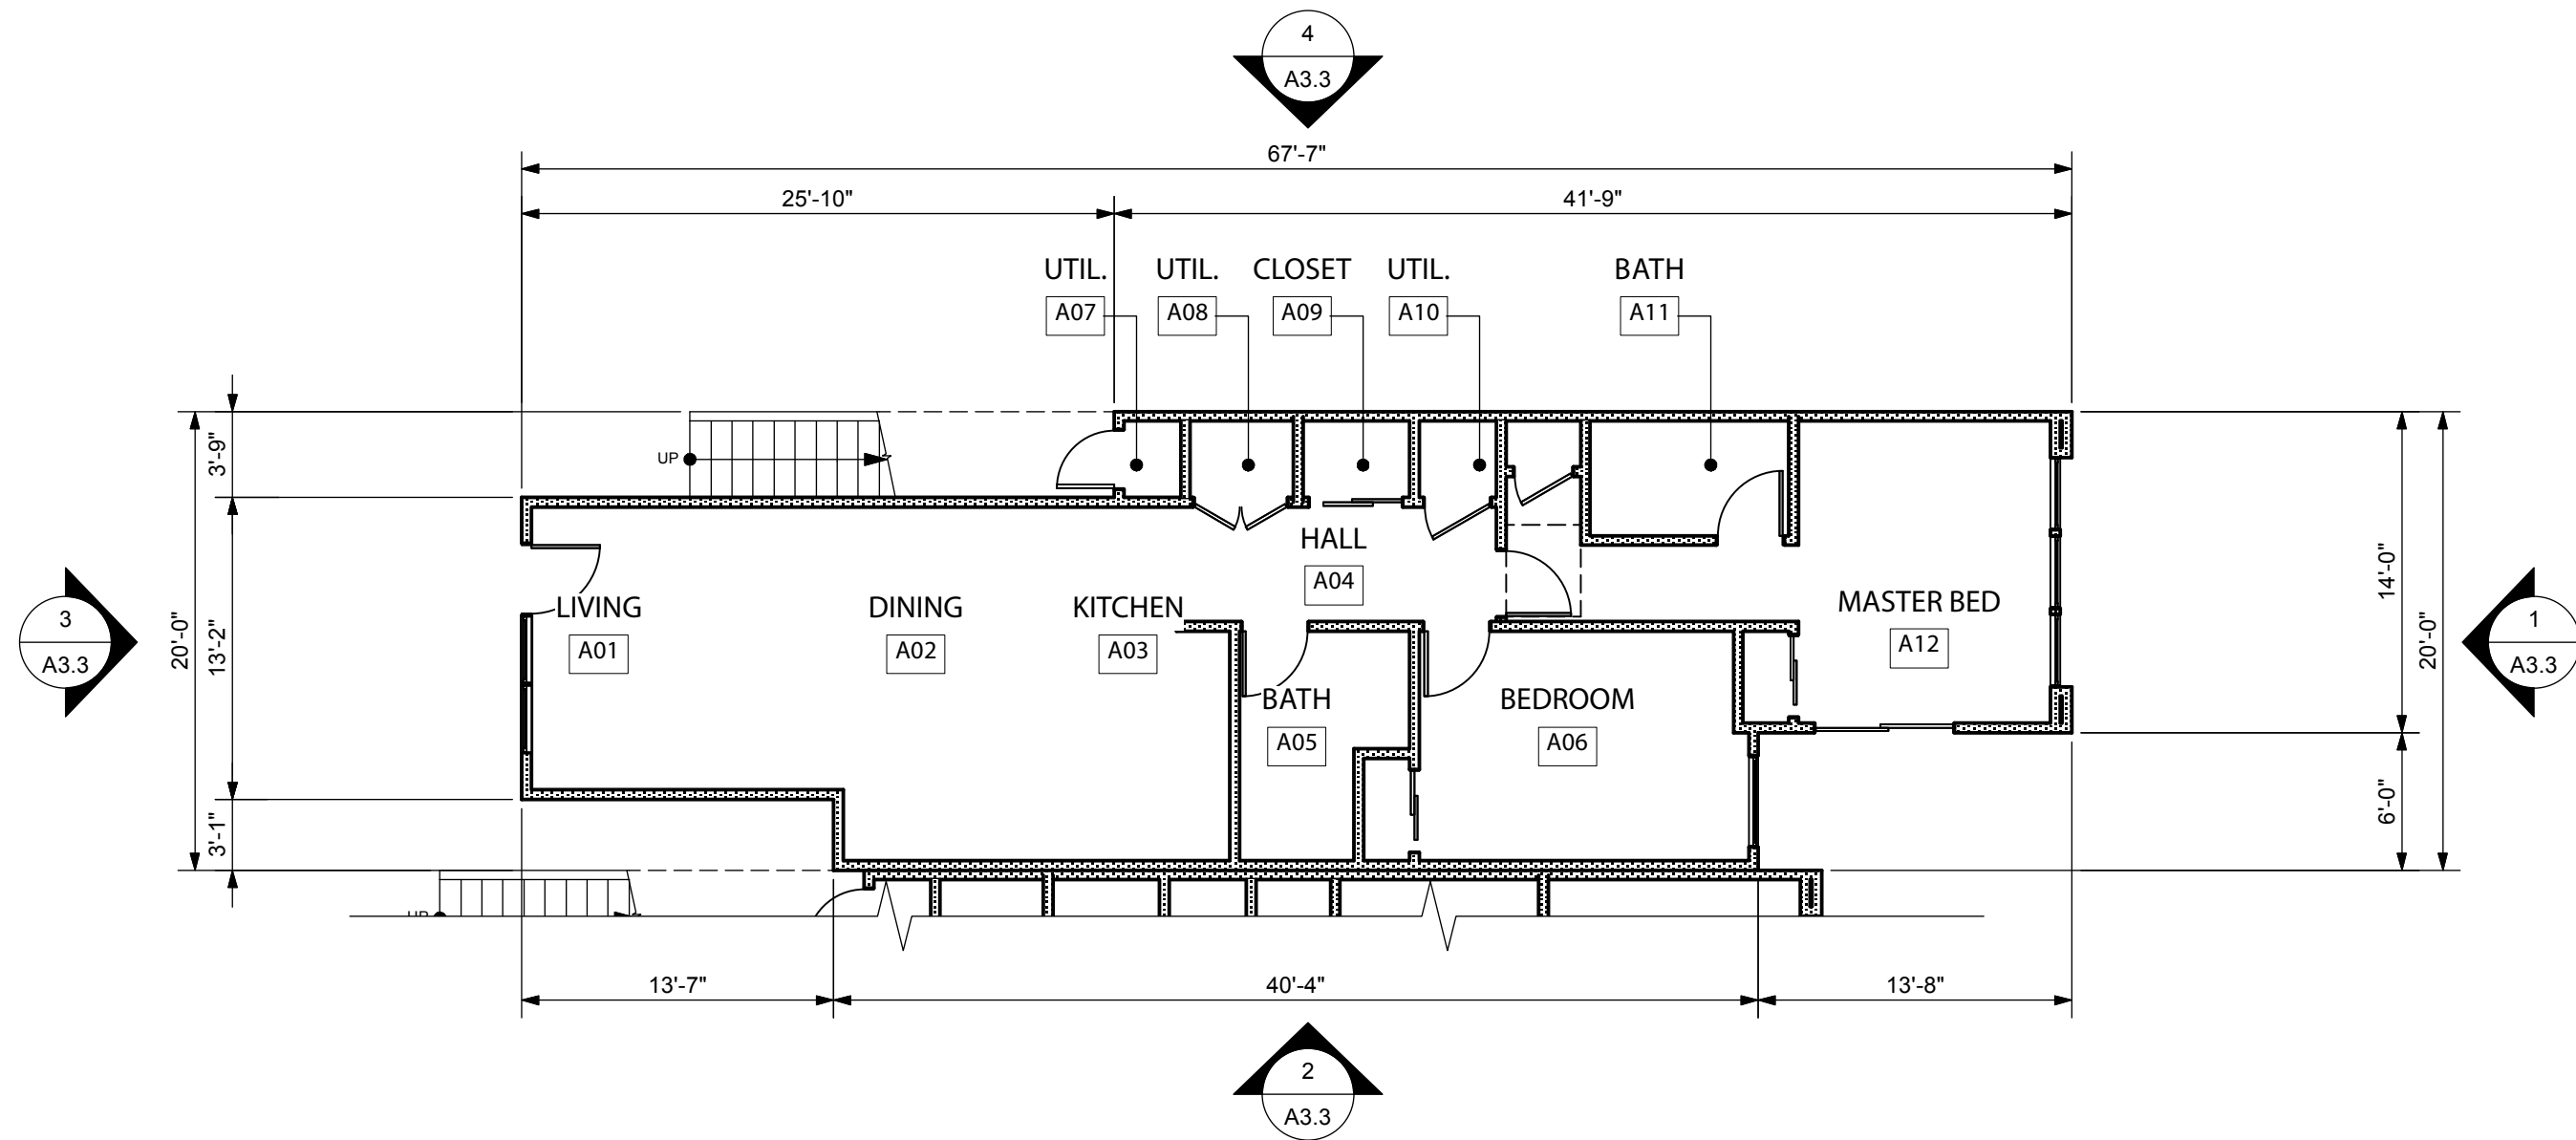 4
A3.3
67'-7"
25'-10"
41'-9"
UTIL.
UTIL.
CLOSET
UTIL.
BATH
A07
A08
A09
A10
A11
3'-9"
UP
HALL
A04
14'-0"
LIVING
DINING
KITCHEN
MASTER BED
A01
A02
A03
A12
3
A3.3
20'-0"
13'-2"
20'-0"
1
A3.3
BATH
BEDROOM
A05
A06
6'-0"
3'-1"
UP
13'-7"
40'-4"
13'-8"
2
A3.3